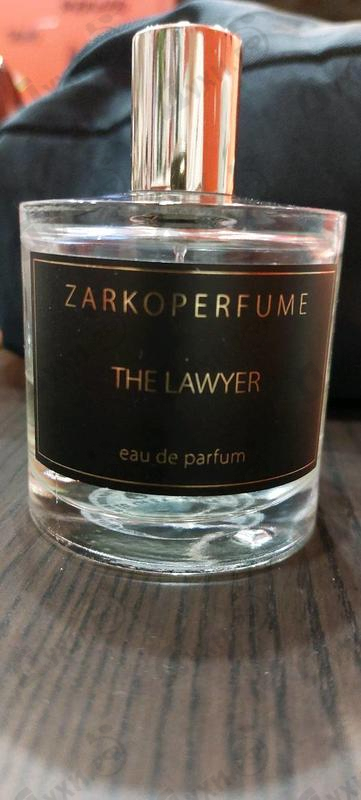 ZARKOPERFUME
THE LAWYER
eau de parfum